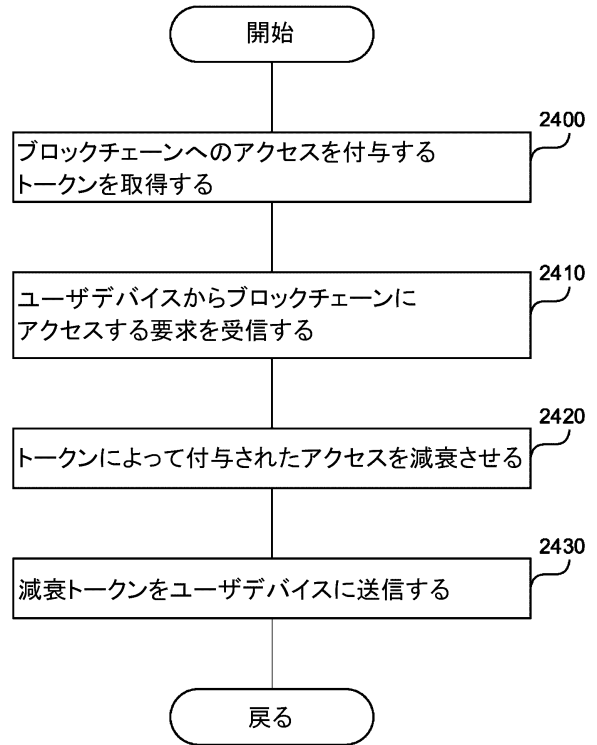 開始
2400
ブロックチェーンへのアクセスを付与する
トークンを取得する
2410
ユーザデバイスからブロックチェーンに
アクセスする要求を受信する
2420
トークンによって付与されたアクセスを減衰させる
2430
減衰トークンをユーザデバイスに送信する
戻る